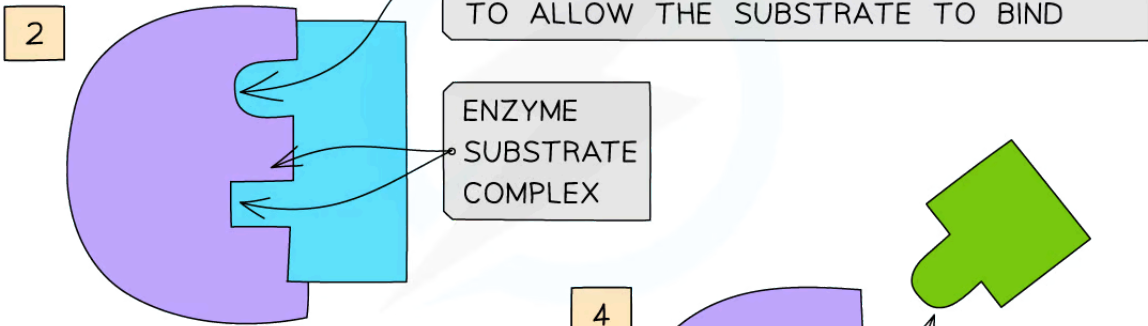 2
TO ALLOW THE SUBSTRATE TO BIND
ENZYME
SUBSTRATE
COMPLEX
4